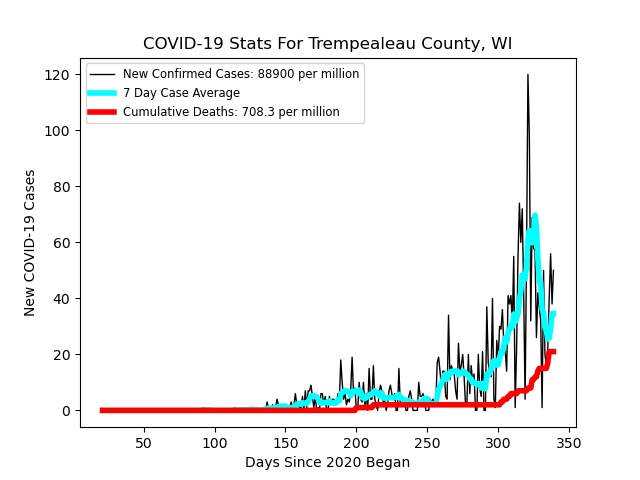 COVID-19 Stats For Trempealeau County, WI
New Confirmed Cases: 88900 per million
7 Day Case Average
Cumulative Deaths: 708.3 per million
New COVID-19 Cases
120
100
80
60
40
20
0
50
100
150
200
250
300
350
Days Since 2020 Began